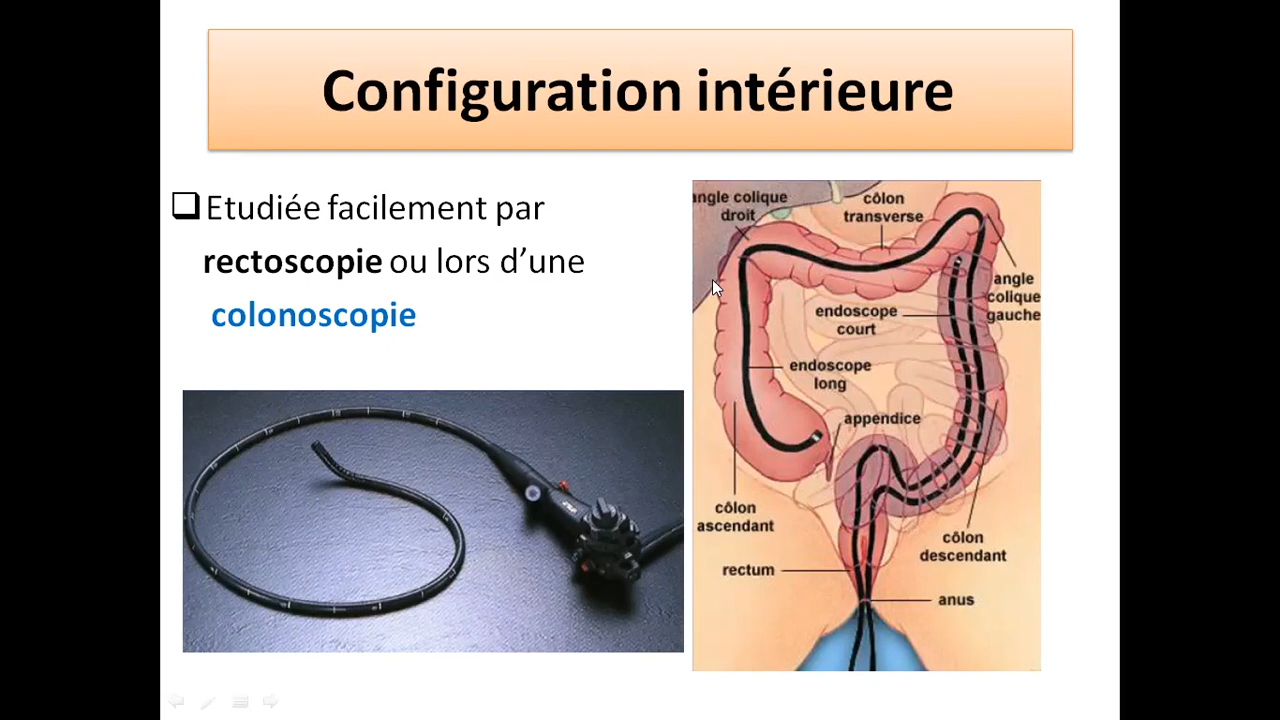 Configuration intérieure
Etudiée facilement par
rectoscopie ou lors d’une
colonoscopie
angle colique
droit
côlon
transverse
angle
colique
gauche
endoscope
court
endoscope
long
appendice
côlon
ascendant
côlon
descendant
rectum
anus